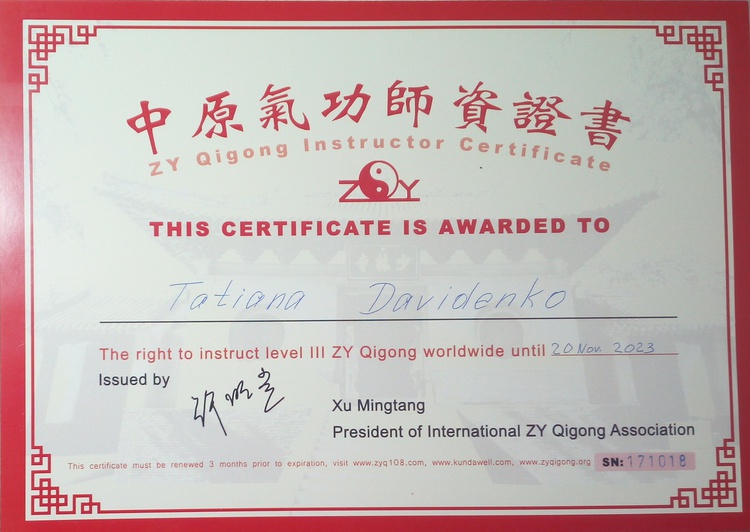 中原氣功師資證書
ZY Qigong Instructor Certificate
ZY
THIS CERTIFICATE IS AWARDED TO
Tatiana Davidenko
The right to instruct level III ZY Qigong worldwide until 20 Nov. 2023
Issued by
许明堂
Xu Mingtang
President of International ZY Qigong Association
This certificate must be renewed 3 months prior to expiration, visit www.zyq108.com, www.kundawell.com, www.zyqigong.org SN: 171018